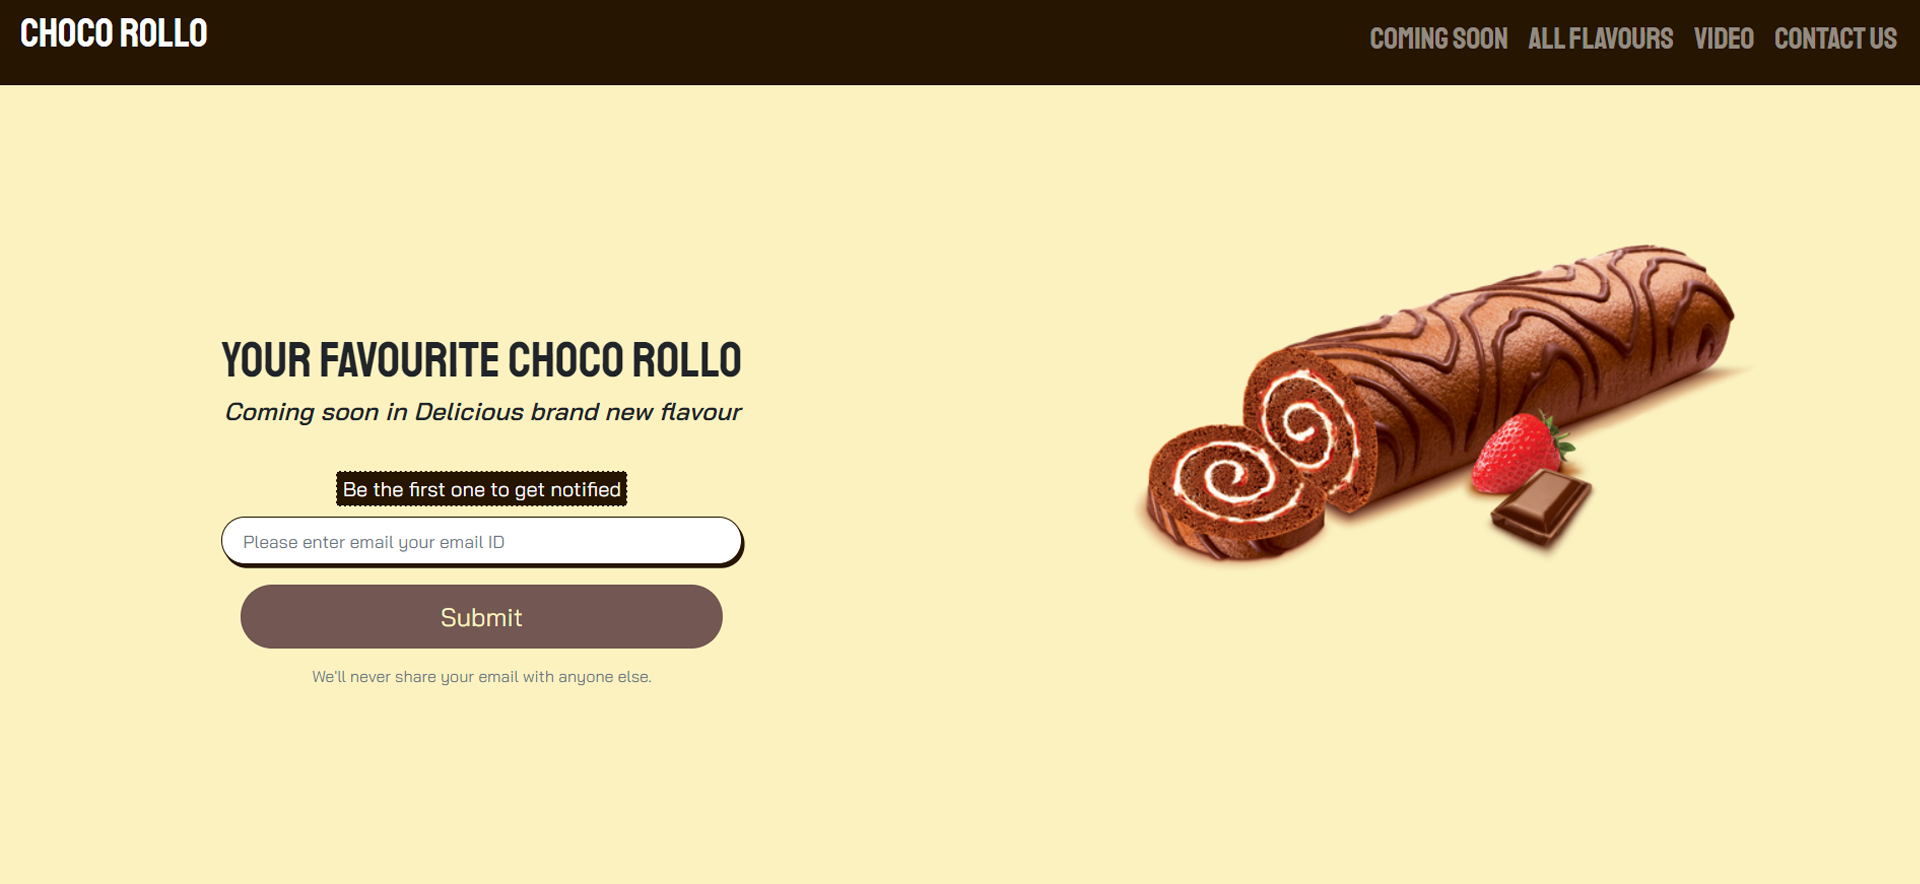 CHOCO ROLLO
COMING SOON ALL FLAVOURS VIDEO CONTACT US
YOUR FAVOURITE CHOCO ROLLO
Coming soon in Delicious brand new flavour
Be the first one to get notified
Please enter email your email ID
Submit
We'll never share your email with anyone else.